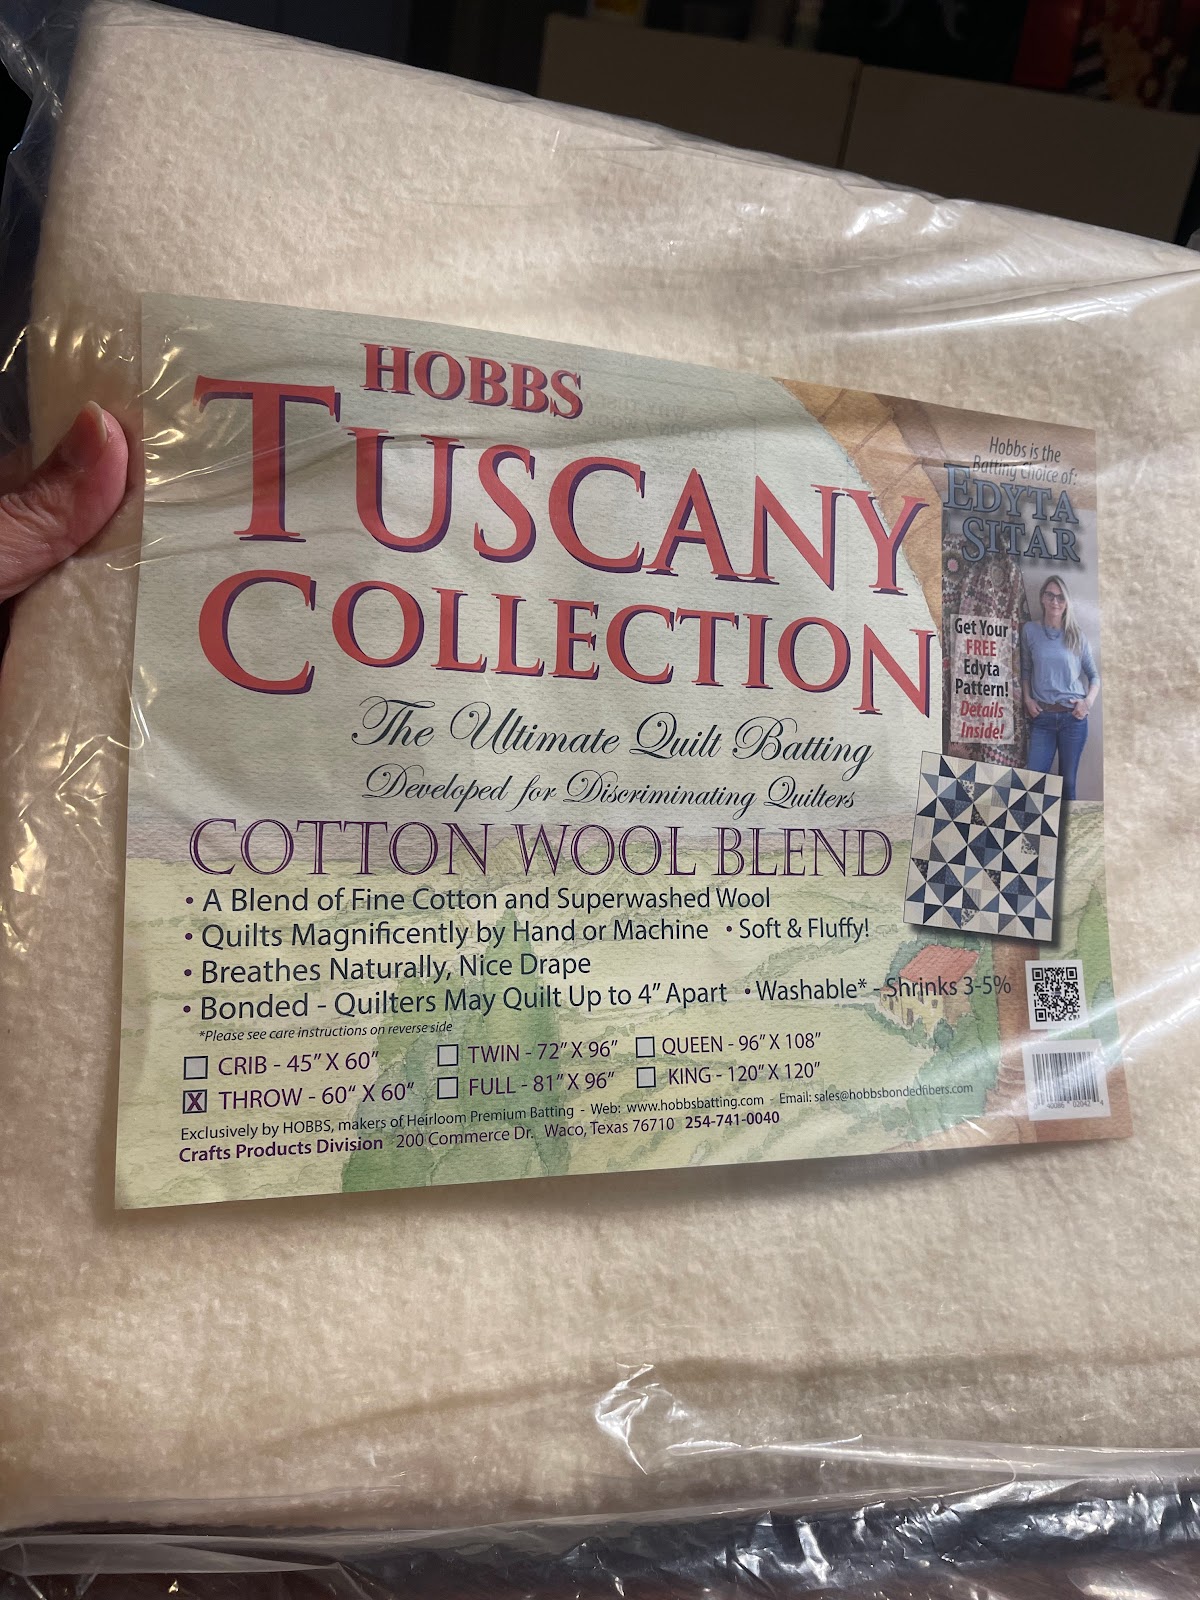 HOBBS
TUSCANY
COLLECTION
The Ultimate Quilt Batting
Developed for Discriminating Quilters
COTTON WOOL BLEND
• A Blend of Fine Cotton and Superwashed Wool
• Quilts Magnificently by Hand or Machine • Soft & Fluffy!
• Breathes Naturally, Nice Drape
• Bonded - Quilters May Quilt Up to 4” Apart • Washable* - Shrinks 3-5%
*Please see care instructions on reverse side
CRIB - 45” X 60”
X THROW - 60“ X 60”
TWIN - 72” X 96”
FULL - 81” X 96”
QUEEN - 96” X 108”
KING - 120” X 120”
Exclusively by HOBBS, makers of Heirloom Premium Batting - Web: www.hobbsbatting.com - Email: sales@hobbsbondedfibers.com
Crafts Products Division 200 Commerce Dr. Waco, Texas 76710 254-741-0040
Hobbs is the
Batting Choice of:
EDYTA
SITAR
Get Your
FREE
Edyta
Pattern!
Details
Inside!